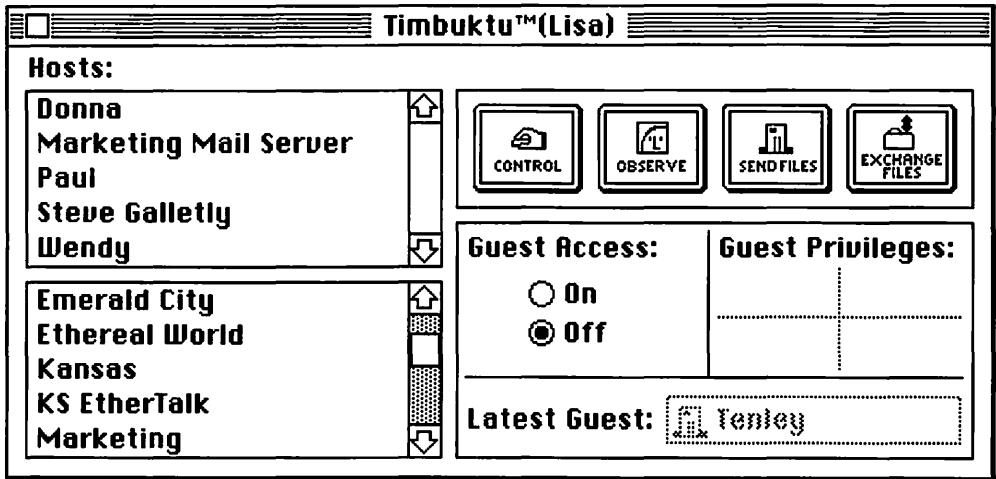 Timbuktu™(Lisa)
Hosts:
Donna
Marketing Mail Server
Paul
Steve Galletly
Wendy
Emerald City
Ethereal World
Kansas
KS EtherTalk
Marketing
CONTROL
OBSERVE
SEND FILES
EXCHANGE
FILES
Guest Access:
On
Off
Guest Privileges:
Latest Guest: Tenley